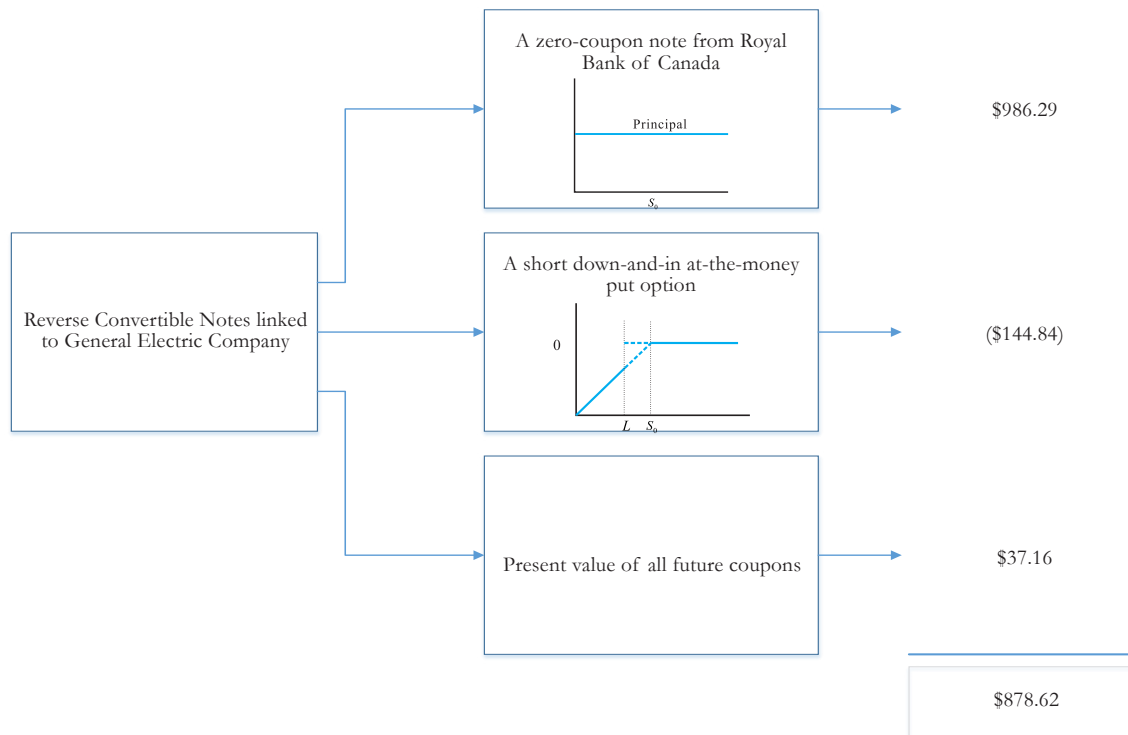 A zero-coupon note from Royal
Bank of Canada
Principal
S₀
$986.29
Reverse Convertible Notes linked
to General Electric Company
A short down-and-in at-the-money
put option
0
L S₀
($144.84)
Present value of all future coupons
$37.16
$878.62